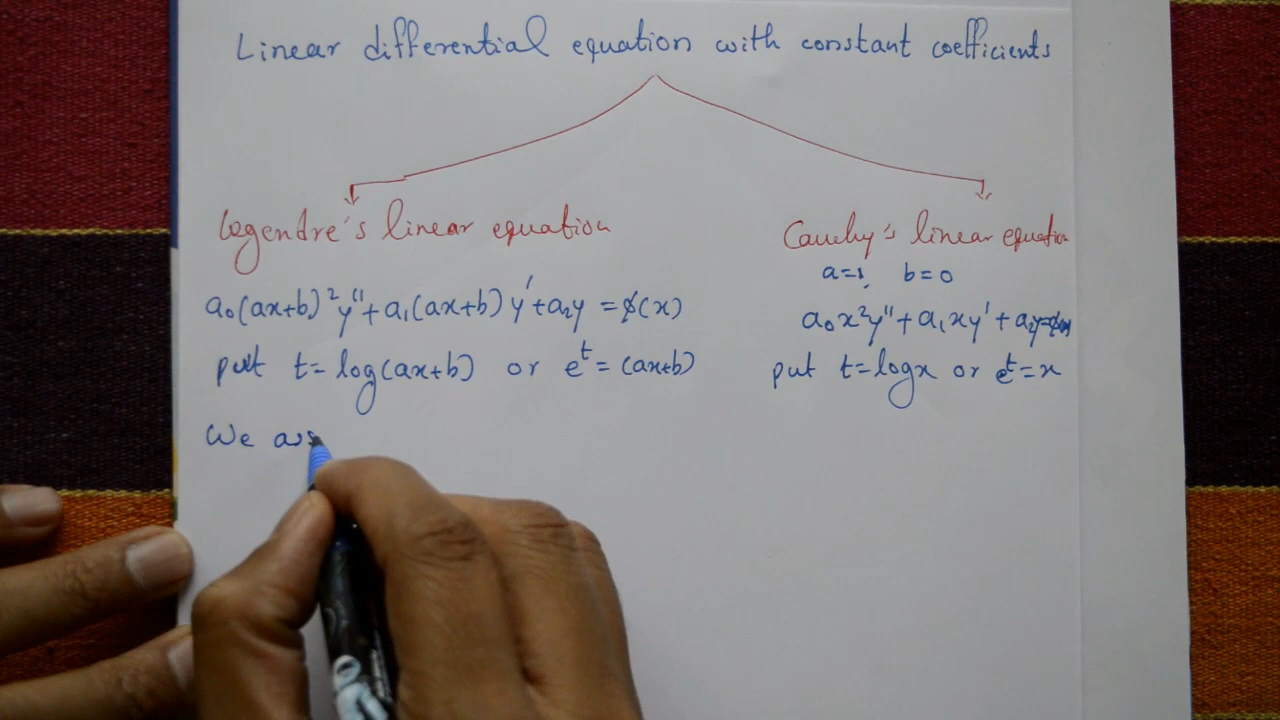 Linear differential equation with constant coefficients
Legendre's linear equation
a₀(ax+b)²y''+a₁(ax+b)y'+a₂y=ϕ(x)
put t=log(ax+b) or eᵗ=(ax+b)
We
Cauchy's linear equation
a=1, b=0
a₀x²y''+a₁xy'+a₂y=ϕ(x)
put t=logx or eᵗ=x